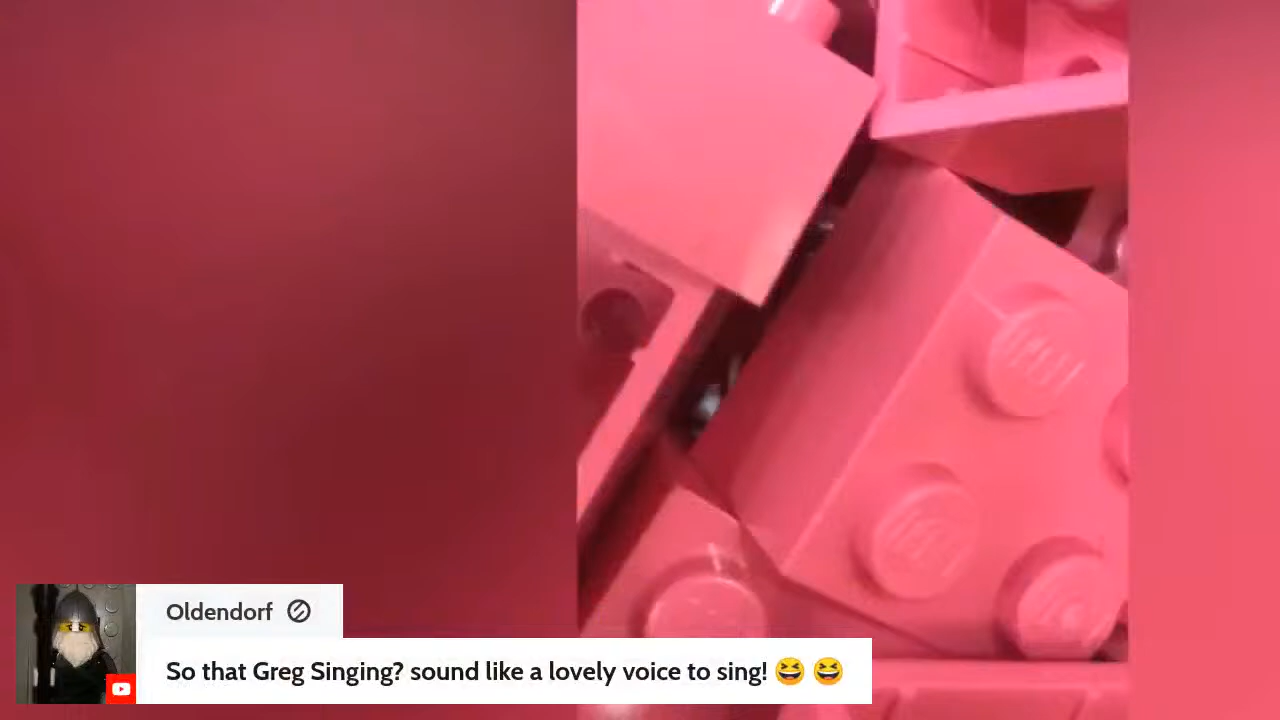 Oldendorf
So that Greg Singing? sound like a lovely voice to sing! 😆 😆